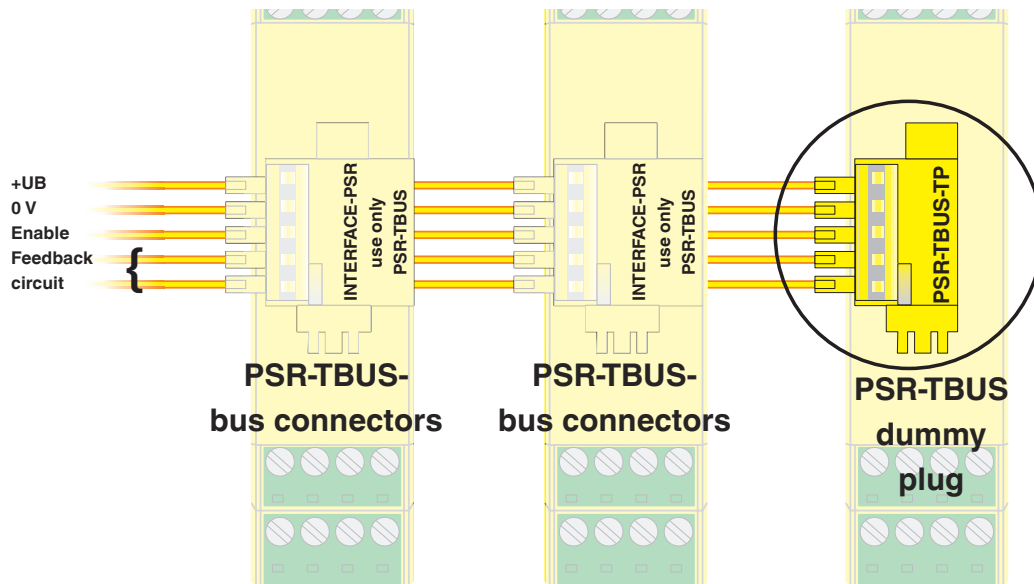 +UB
0 V
Enable
Feedback
circuit
{
INTERFACE-PSR
use only
PSR-TBUS
INTERFACE-PSR
use only
PSR-TBUS
PSR-TBUS-TP
PSR-TBUS-
bus connectors
PSR-TBUS-
bus connectors
PSR-TBUS
dummy
plug